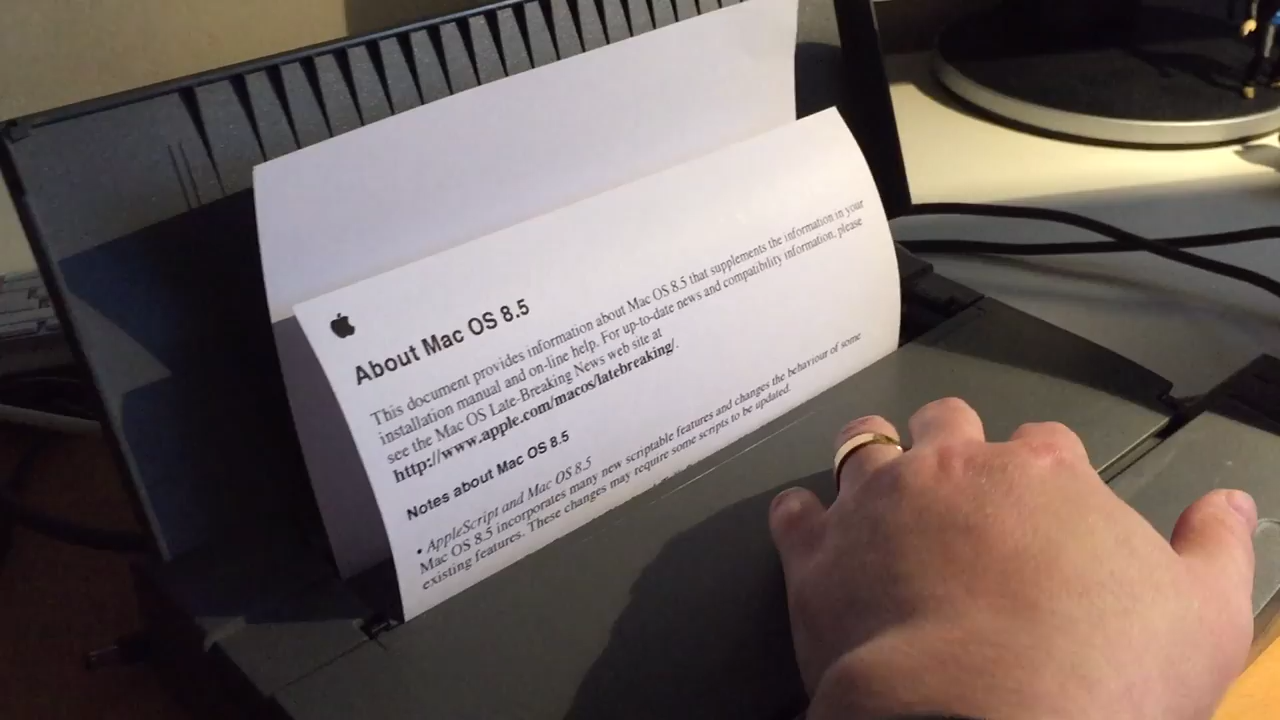 About Mac OS 8.5
This document provides information about Mac OS 8.5 that supplements the information in your
installation manual and on-line help. For up-to-date news and compatibility information, please
see the Mac OS Late-Breaking News web site at
http://www.apple.com/macos/latebreaking/.
Notes about Mac OS 8.5
• AppleScript and Mac OS 8.5
Mac OS 8.5 incorporates many new scriptable features and changes the behaviour of some
existing features. These changes may require some scripts to be updated.